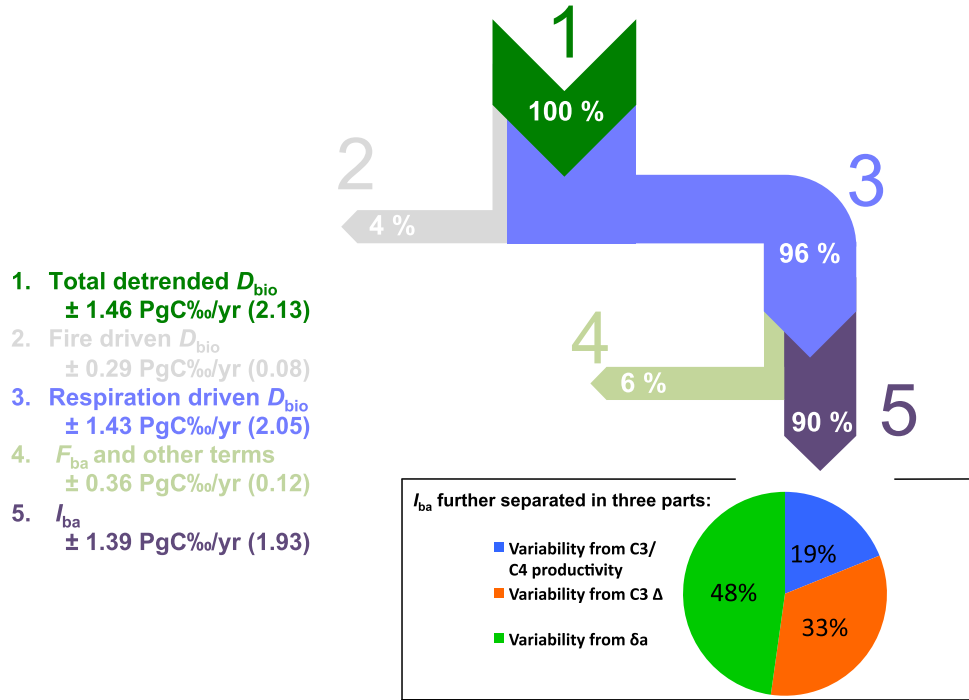 1
100 %
2
3
4 %
96 %
1. Total detrended Dbio
± 1.46 PgC‰/yr (2.13)
2. Fire driven Dbio
± 0.29 PgC‰/yr (0.08)
3. Respiration driven Dbio
± 1.43 PgC‰/yr (2.05)
4. Fba and other terms
± 0.36 PgC‰/yr (0.12)
5. Iba
± 1.39 PgC‰/yr (1.93)
4
6 %
5
90 %
Iba further separated in three parts:
Variability from C3/
C4 productivity
Variability from C3 Δ
Variability from δa
19%
48%
33%